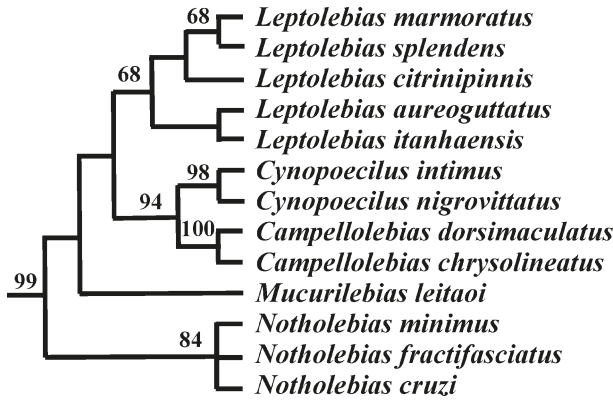 68 Leptolebias marmoratus
Leptolebias splendens
68 Leptolebias citrinipinnis
Leptolebias aureoguttatus
Leptolebias itanhaensis
98 Cynopoecilus intimus
94 Cynopoecilus nigrovittatus
100 Campellolebias dorsimaculatus
Campellolebias chrysolineatus
99 Mucurilebias leitaoi
Notholebias minimus
84 Notholebias fractifasciatus
Notholebias cruzi